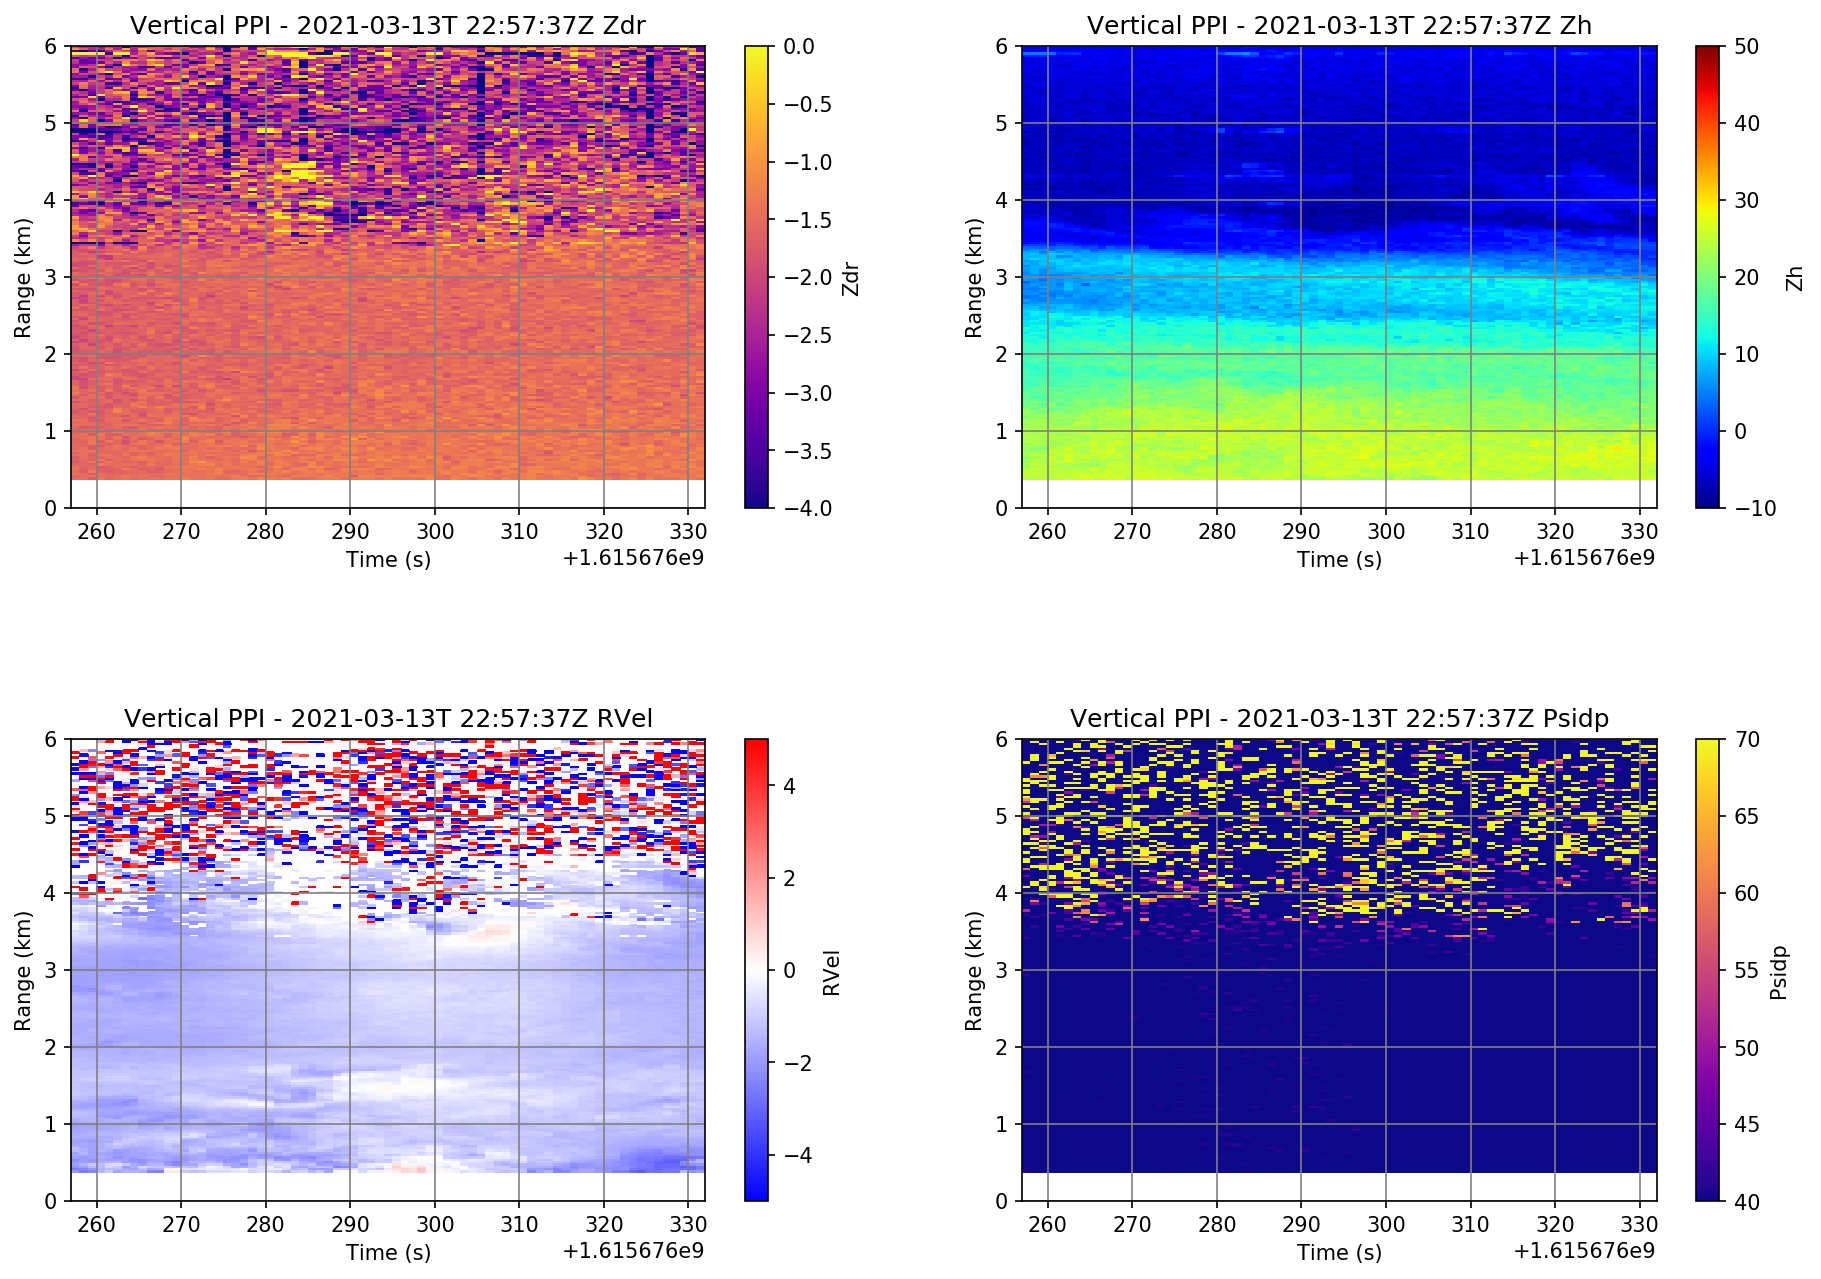 Vertical PPI - 2021-03-13T 22:57:37Z Zdr
6
5
4
3
2
1
0
Range (km)
260 270 280 290 300 310 320 330
Time (s)
+1.615676e9
0.0
−0.5
−1.0
−1.5
−2.0
−2.5
−3.0
−3.5
−4.0
Zdr
Vertical PPI - 2021-03-13T 22:57:37Z Zh
6
5
4
3
2
1
0
Range (km)
260 270 280 290 300 310 320 330
Time (s)
+1.615676e9
50
40
30
20
10
0
−10
Zh
Vertical PPI - 2021-03-13T 22:57:37Z RVel
6
5
4
3
2
1
0
Range (km)
260 270 280 290 300 310 320 330
Time (s)
+1.615676e9
4
2
0
−2
−4
RVel
Vertical PPI - 2021-03-13T 22:57:37Z Psidp
6
5
4
3
2
1
0
Range (km)
260 270 280 290 300 310 320 330
Time (s)
+1.615676e9
70
65
60
55
50
45
40
Psidp